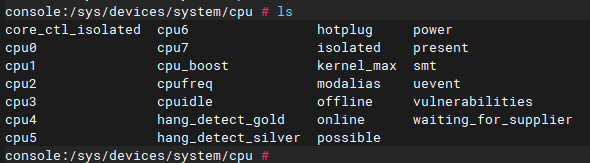 console:/sys/devices/system/cpu # ls
core_ctl_isolated  cpu6                hotplug     power
cpu0               cpu7                isolated    present
cpu1               cpu_boost           kernel_max  smt
cpu2               cpufreq             modalias    uevent
cpu3               cpuidle             offline     vulnerabilities
cpu4               hang_detect_gold    online      waiting_for_supplier
cpu5               hang_detect_silver  possible
console:/sys/devices/system/cpu #